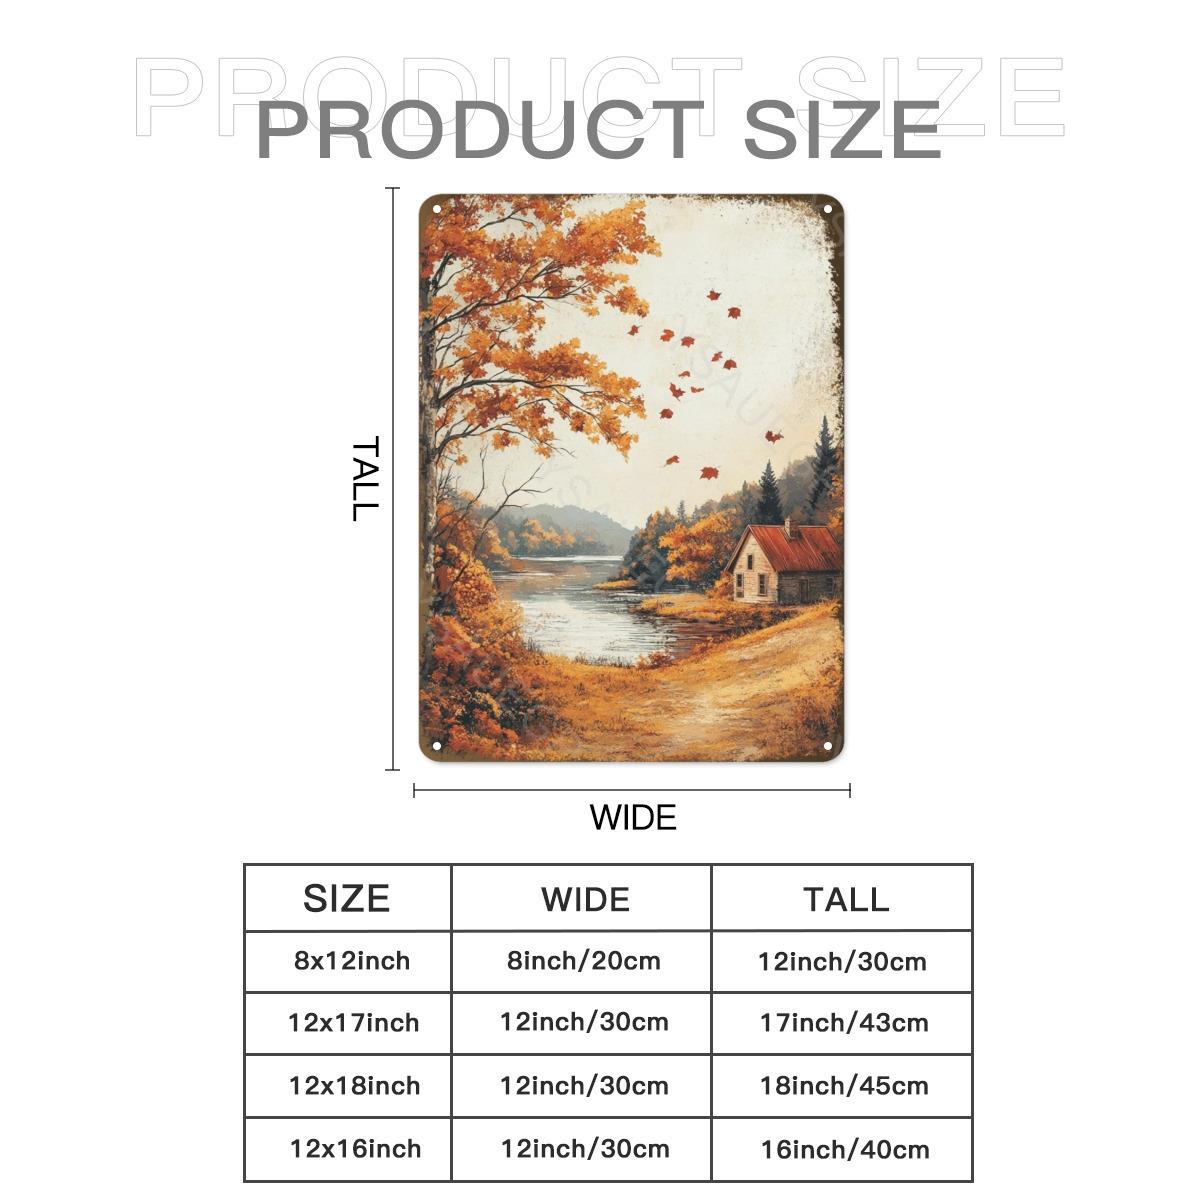 PRODUCT SIZE
PRODUCT SIZE
TALL
WIDE
SIZE WIDE TALL
8x12inch 8inch/20cm 12inch/30cm
12x17inch 12inch/30cm 17inch/43cm
12x18inch 12inch/30cm 18inch/45cm
12x16inch 12inch/30cm 16inch/40cm